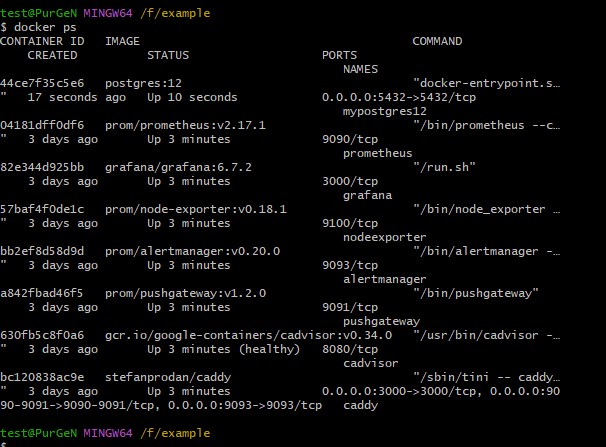 test@PurGeN MINGW64 /f/example
$ docker ps
CONTAINER ID   IMAGE                                       COMMAND
    CREATED          STATUS                   PORTS
                                                 NAMES
44ce7f35c5e6   postgres:12                                 "docker-entrypoint.s…
"   17 seconds ago   Up 10 seconds            0.0.0.0:5432->5432/tcp
                                                 mypostgres12
04181dff0df6   prom/prometheus:v2.17.1                     "/bin/prometheus --c…
"   3 days ago       Up 3 minutes             9090/tcp
                                                 prometheus
82e344d925bb   grafana/grafana:6.7.2                       "/run.sh"
    3 days ago       Up 3 minutes             3000/tcp
                                                 grafana
57baf4f0de1c   prom/node-exporter:v0.18.1                  "/bin/node_exporter …
"   3 days ago       Up 3 minutes             9100/tcp
                                                 nodeexporter
bb2ef8d58d9d   prom/alertmanager:v0.20.0                   "/bin/alertmanager -…
"   3 days ago       Up 3 minutes             9093/tcp
                                                 alertmanager
a842fbad46f5   prom/pushgateway:v1.2.0                     "/bin/pushgateway"
    3 days ago       Up 3 minutes             9091/tcp
                                                 pushgateway
630fb5c8f0a6   gcr.io/google-containers/cadvisor:v0.34.0   "/usr/bin/cadvisor -…
"   3 days ago       Up 3 minutes (healthy)   8080/tcp
                                                 cadvisor
bc120838ac9e   stefanprodan/caddy                          "/sbin/tini -- caddy…
"   3 days ago       Up 3 minutes             0.0.0.0:3000->3000/tcp, 0.0.0.0:90
90-9091->9090-9091/tcp, 0.0.0.0:9093->9093/tcp   caddy
test@PurGeN MINGW64 /f/example
$